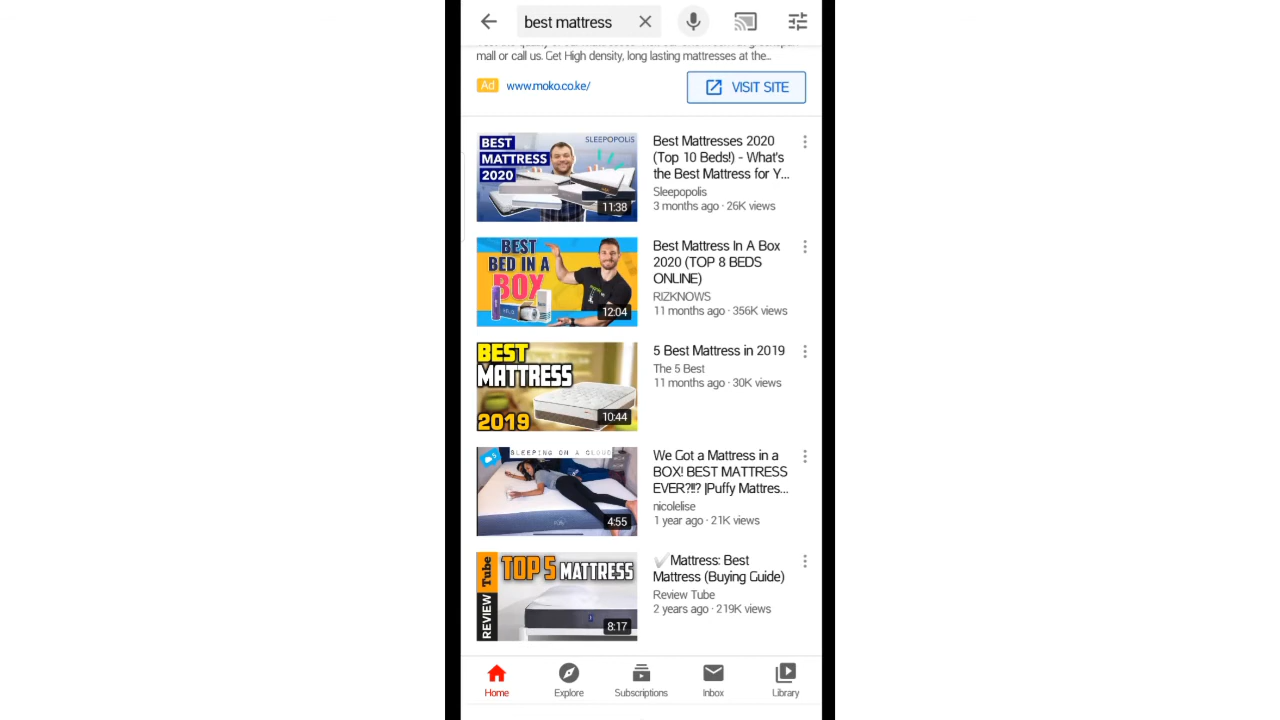 best mattress
mall or call us. Get High density, long lasting mattresses at the...
Ad www.moko.co.ke/
VISIT SITE
BEST
MATTRESS
2020
SLEEPOPOLIS
11:38
Best Mattresses 2020
(Top 10 Beds!) - What's
the Best Mattress for Y...
Sleepopolis
3 months ago · 26K views
BEST
BED IN A
BOX
12:04
Best Mattress In A Box
2020 (TOP 8 BEDS
ONLINE)
RIZKNOWS
11 months ago · 356K views
BEST
MATTRESS
2019
10:44
5 Best Mattress in 2019
The 5 Best
11 months ago · 30K views
SLEEPING ON A CLOUD
4:55
We Got a Mattress in a
BOX! BEST MATTRESS
EVER?!!? |Puffy Mattres...
nicolelise
1 year ago · 21K views
REVIEW Tube
TOP 5 MATTRESS
8:17
✔Mattress: Best
Mattress (Buying Guide)
Review Tube
2 years ago · 219K views
Home
Explore
Subscriptions
Inbox
Library